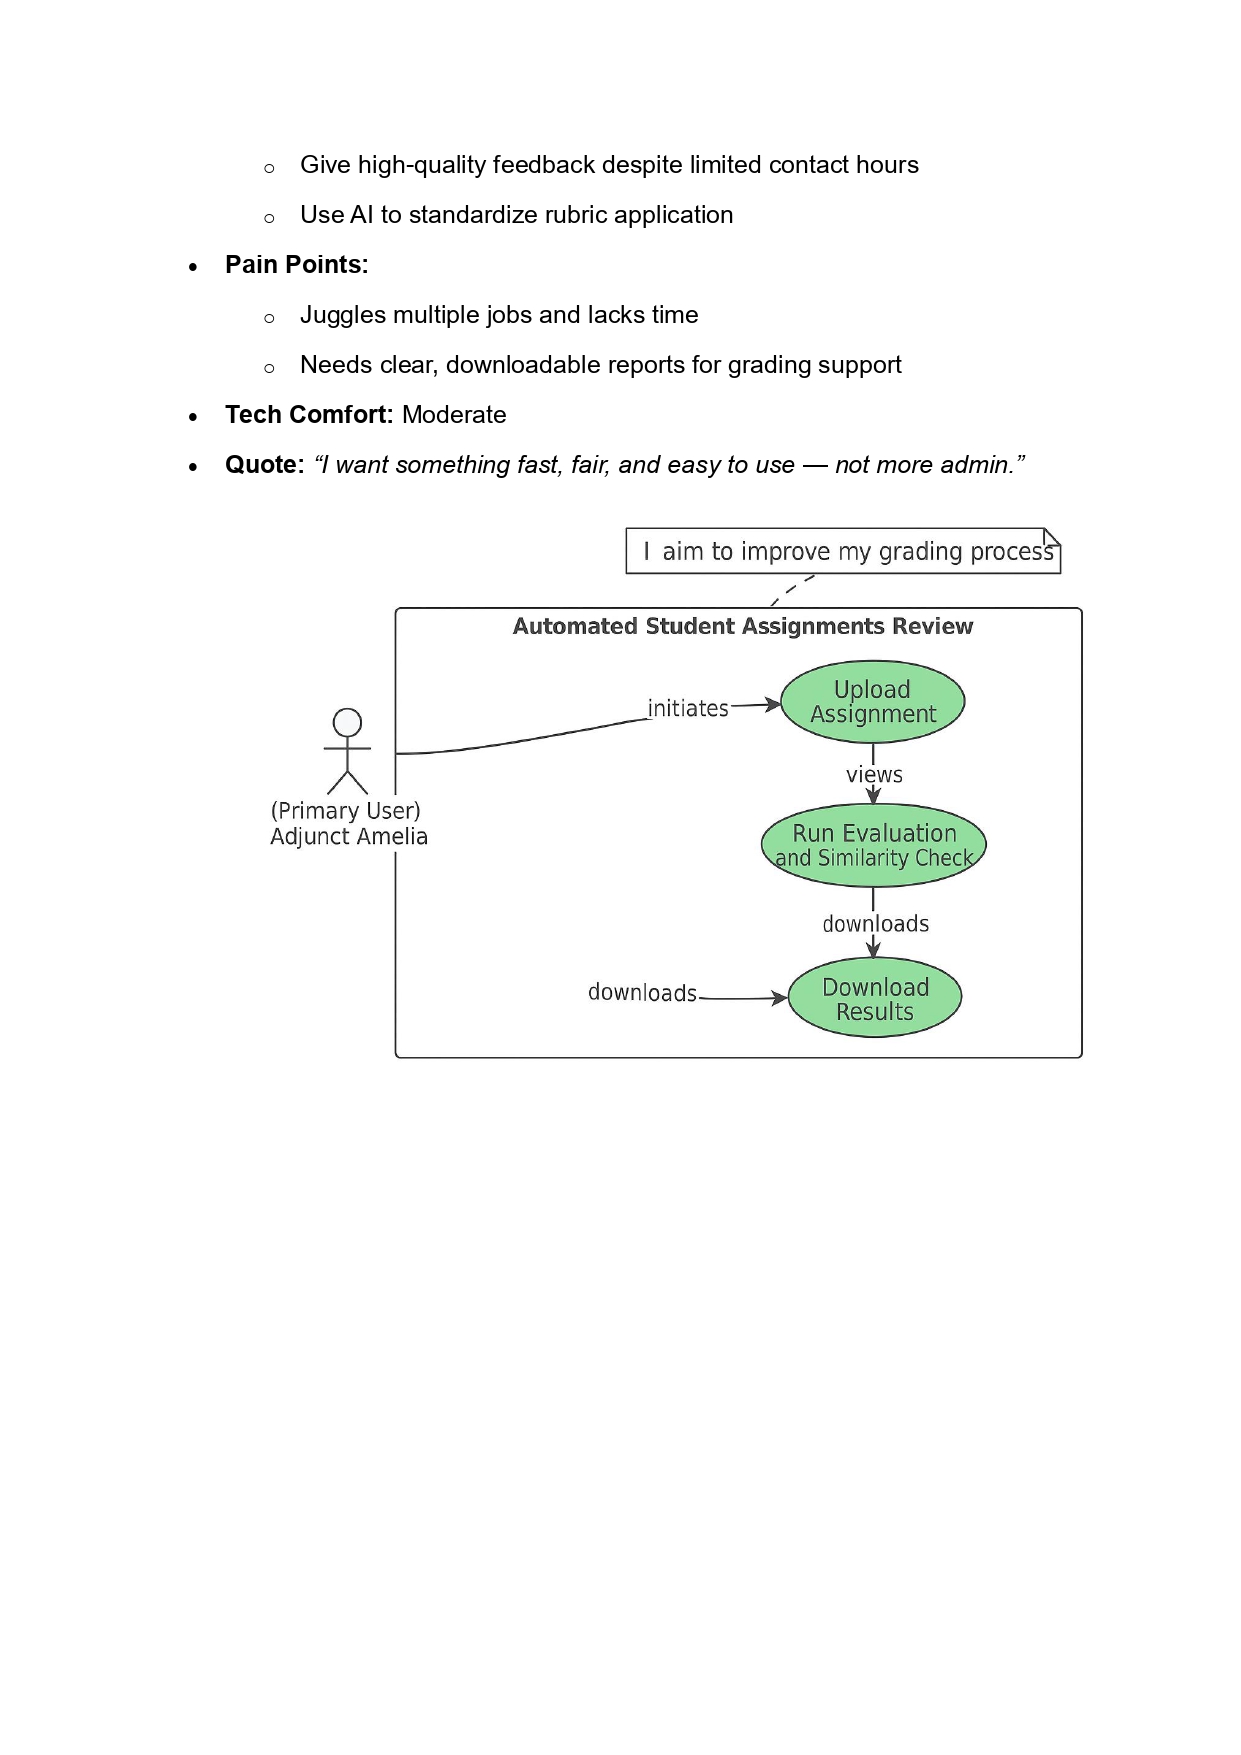 ○ Give high-quality feedback despite limited contact hours
○ Use AI to standardize rubric application
• Pain Points:
○ Juggles multiple jobs and lacks time
○ Needs clear, downloadable reports for grading support
• Tech Comfort: Moderate
• Quote: “I want something fast, fair, and easy to use — not more admin.”
I aim to improve my grading process
Automated Student Assignments Review
initiates
Upload
Assignment
views
(Primary User)
Adjunct Amelia
Run Evaluation
and Similarity Check
downloads
downloads
Download
Results